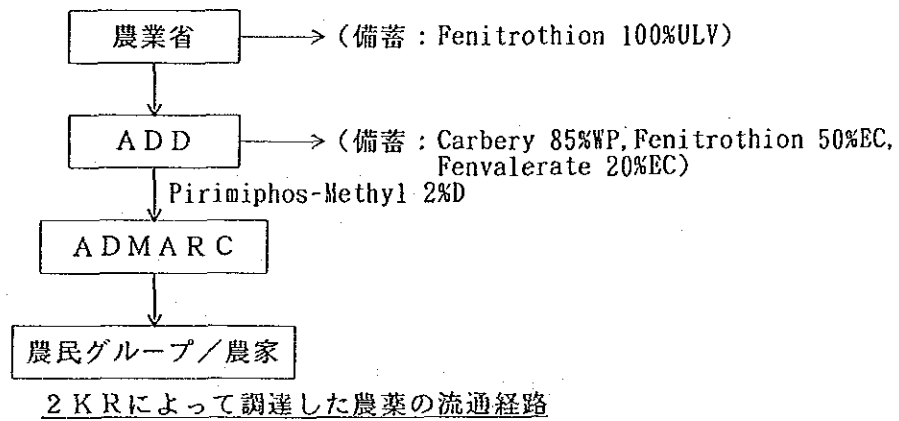 農業省 (備蓄：Fenitrothion 100%ULV)
ADD (備蓄：Carbery 85%WP, Fenitrothion 50%EC,
Fenvalerate 20%EC)
Pirimiphos-Methyl 2%D
ADMARC
農民グループ／農家
2KRによって調達した農薬の流通経路